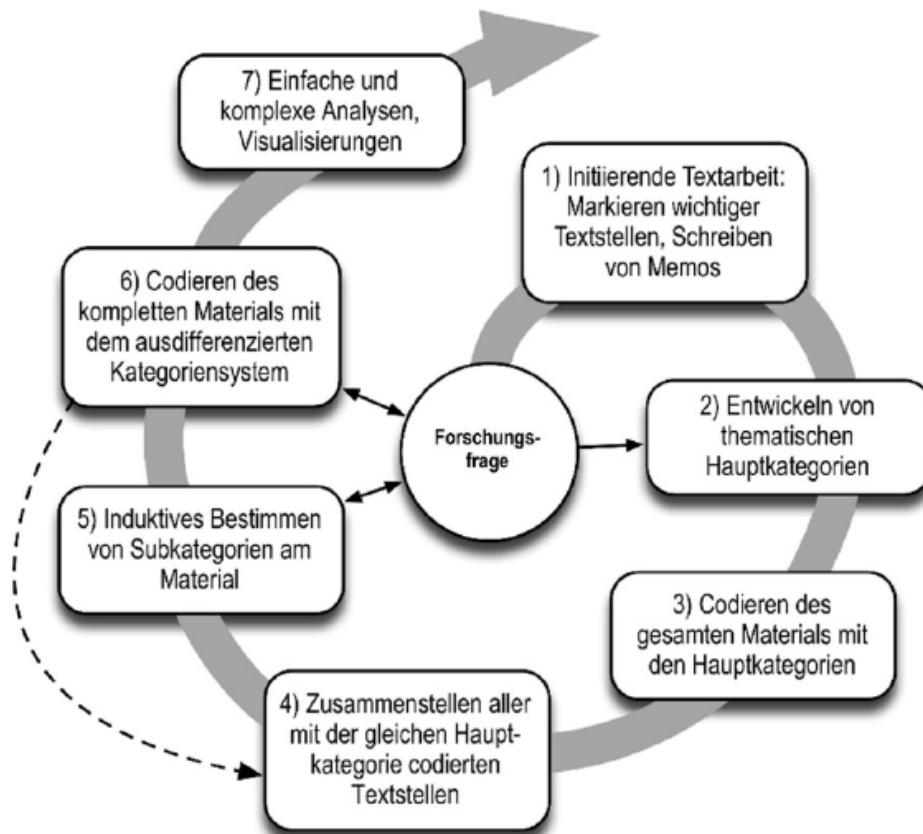 7) Einfache und
komplexe Analysen,
Visualisierungen
1) Initiierende Textarbeit:
Markieren wichtiger
Textstellen, Schreiben
von Memos
6) Codieren des
kompletten Materials mit
dem ausdifferenzierten
Kategoriensystem
Forschungs-
frage
2) Entwickeln von
thematischen
Hauptkategorien
5) Induktives Bestimmen
von Subkategorien am
Material
3) Codieren des
gesamten Materials mit
den Hauptkategorien
4) Zusammenstellen aller
mit der gleichen Haupt-
kategorie codierten
Textstellen